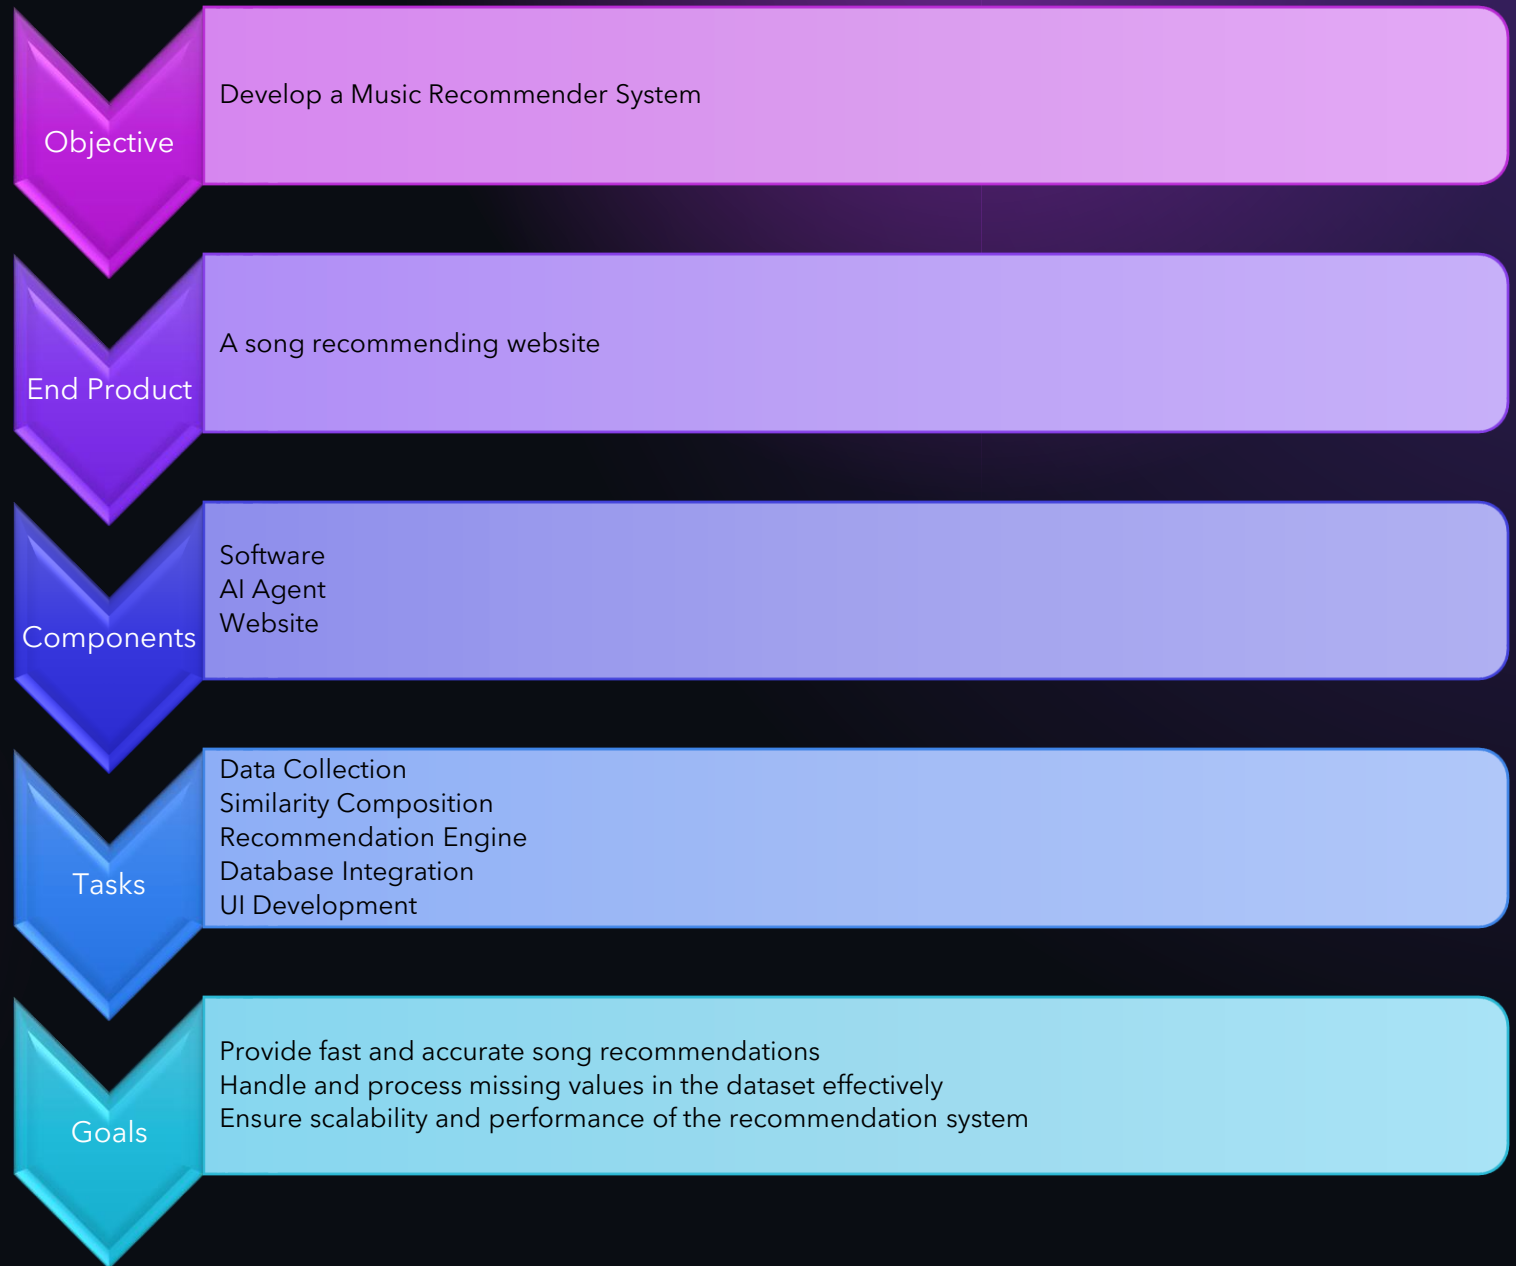 Objective
Develop a Music Recommender System
End Product
A song recommending website
Components
Software
AI Agent
Website
Tasks
Data Collection
Similarity Composition
Recommendation Engine
Database Integration
UI Development
Goals
Provide fast and accurate song recommendations
Handle and process missing values in the dataset effectively
Ensure scalability and performance of the recommendation system